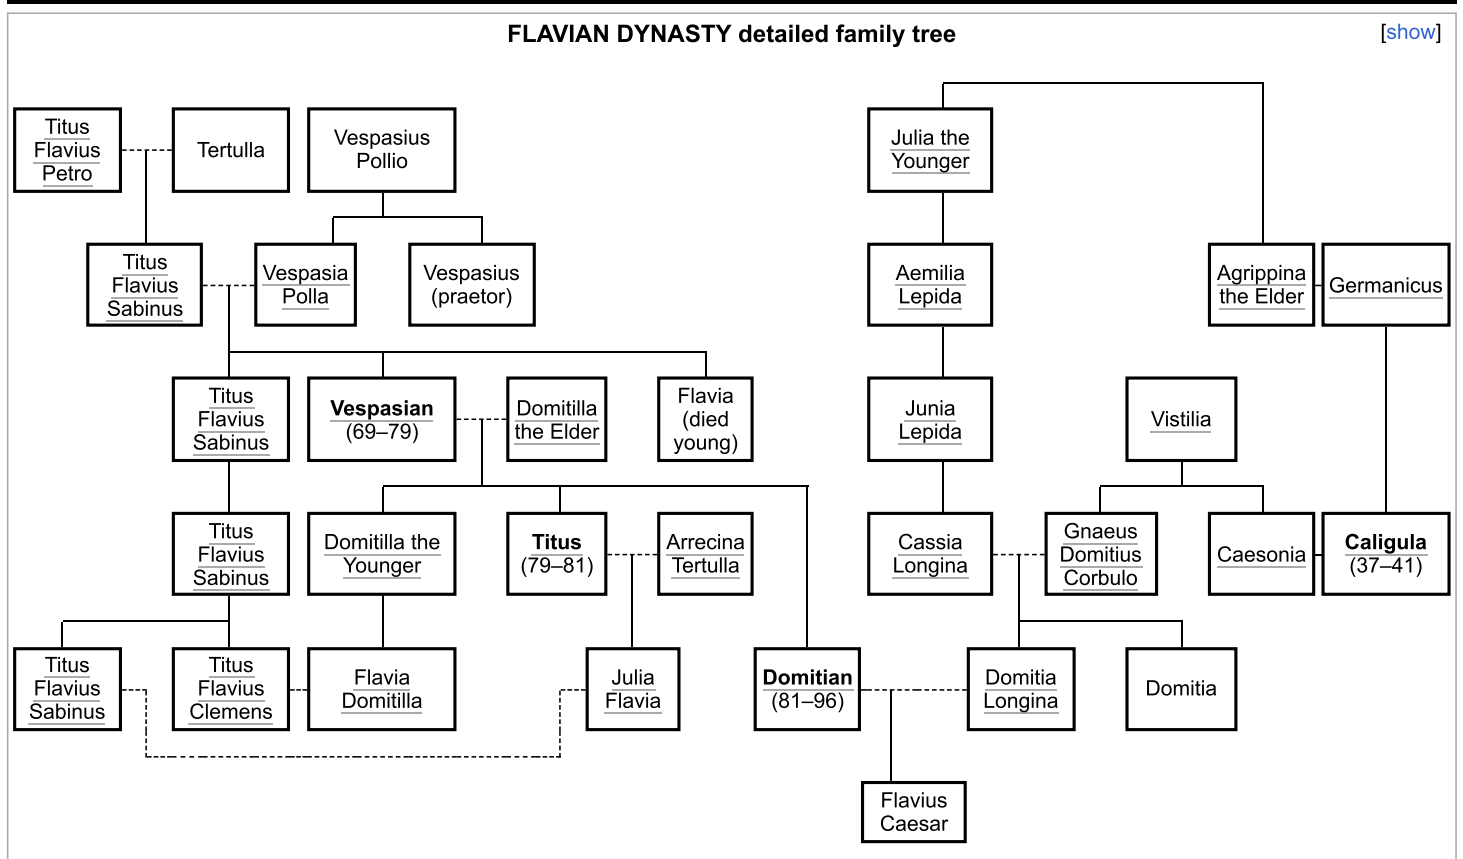 FLAVIAN DYNASTY detailed family tree
[show]
Titus
Flavius
Petro
Tertulla
Vespasius
Pollio
Julia the
Younger
Titus
Flavius
Sabinus
Vespasia
Polla
Vespasius
(praetor)
Aemilia
Lepida
Agrippina
the Elder
Germanicus
Titus
Flavius
Sabinus
Vespasian
(69–79)
Domitilla
the Elder
Flavia
(died
young)
Junia
Lepida
Vistilia
Titus
Flavius
Sabinus
Domitilla the
Younger
Titus
(79–81)
Arrecina
Tertulla
Cassia
Longina
Gnaeus
Domitius
Corbulo
Caesonia
Caligula
(37–41)
Titus
Flavius
Sabinus
Titus
Flavius
Clemens
Flavia
Domitilla
Julia
Flavia
Domitian
(81–96)
Domitia
Longina
Domitia
Flavius
Caesar